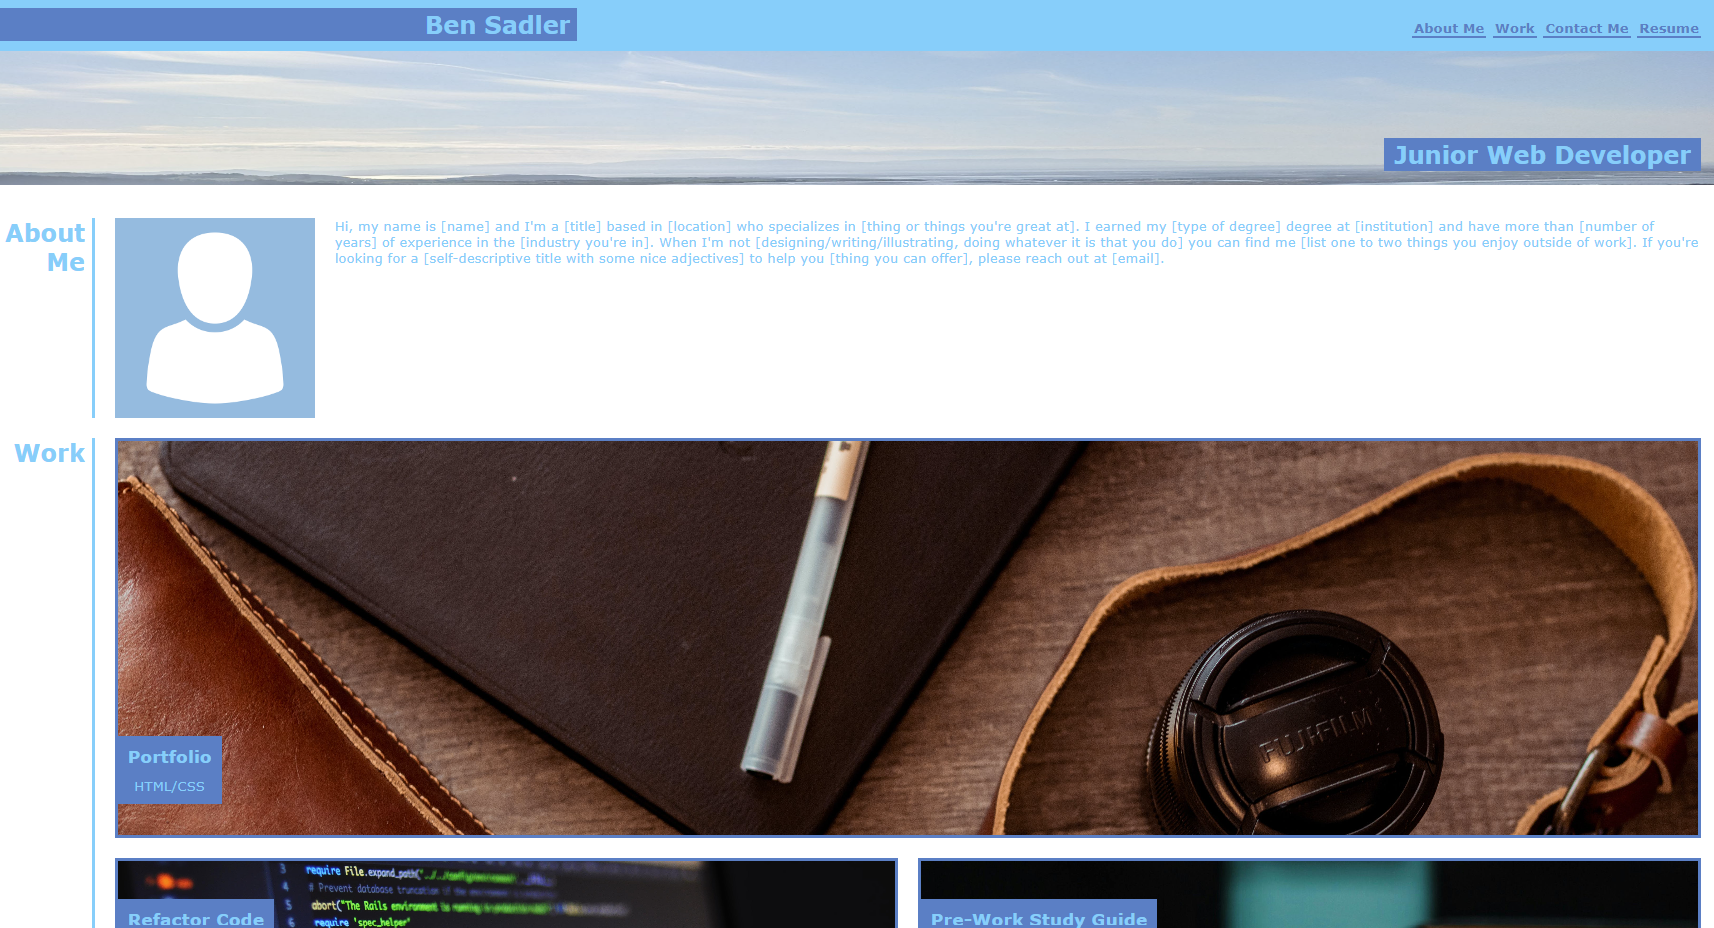 Ben Sadler
About Me Work Contact Me Resume
Junior Web Developer
About
Me
Hi, my name is [name] and I'm a [title] based in [location] who specializes in [thing or things you're great at]. I earned my [type of degree] degree at [institution] and have more than [number of
years] of experience in the [industry you're in]. When I'm not [designing/writing/illustrating, doing whatever it is that you do] you can find me [list one to two things you enjoy outside of work]. If you're
looking for a [self-descriptive title with some nice adjectives] to help you [thing you can offer], please reach out at [email].
Work
FUJIFILM
Portfolio
HTML/CSS
3 require File.expand_path(
4 # Prevent database truncation if the environment is
5 abort("The Rails environment is running in
6 require 'spec_helper'
Refactor Code
Pre-Work Study Guide